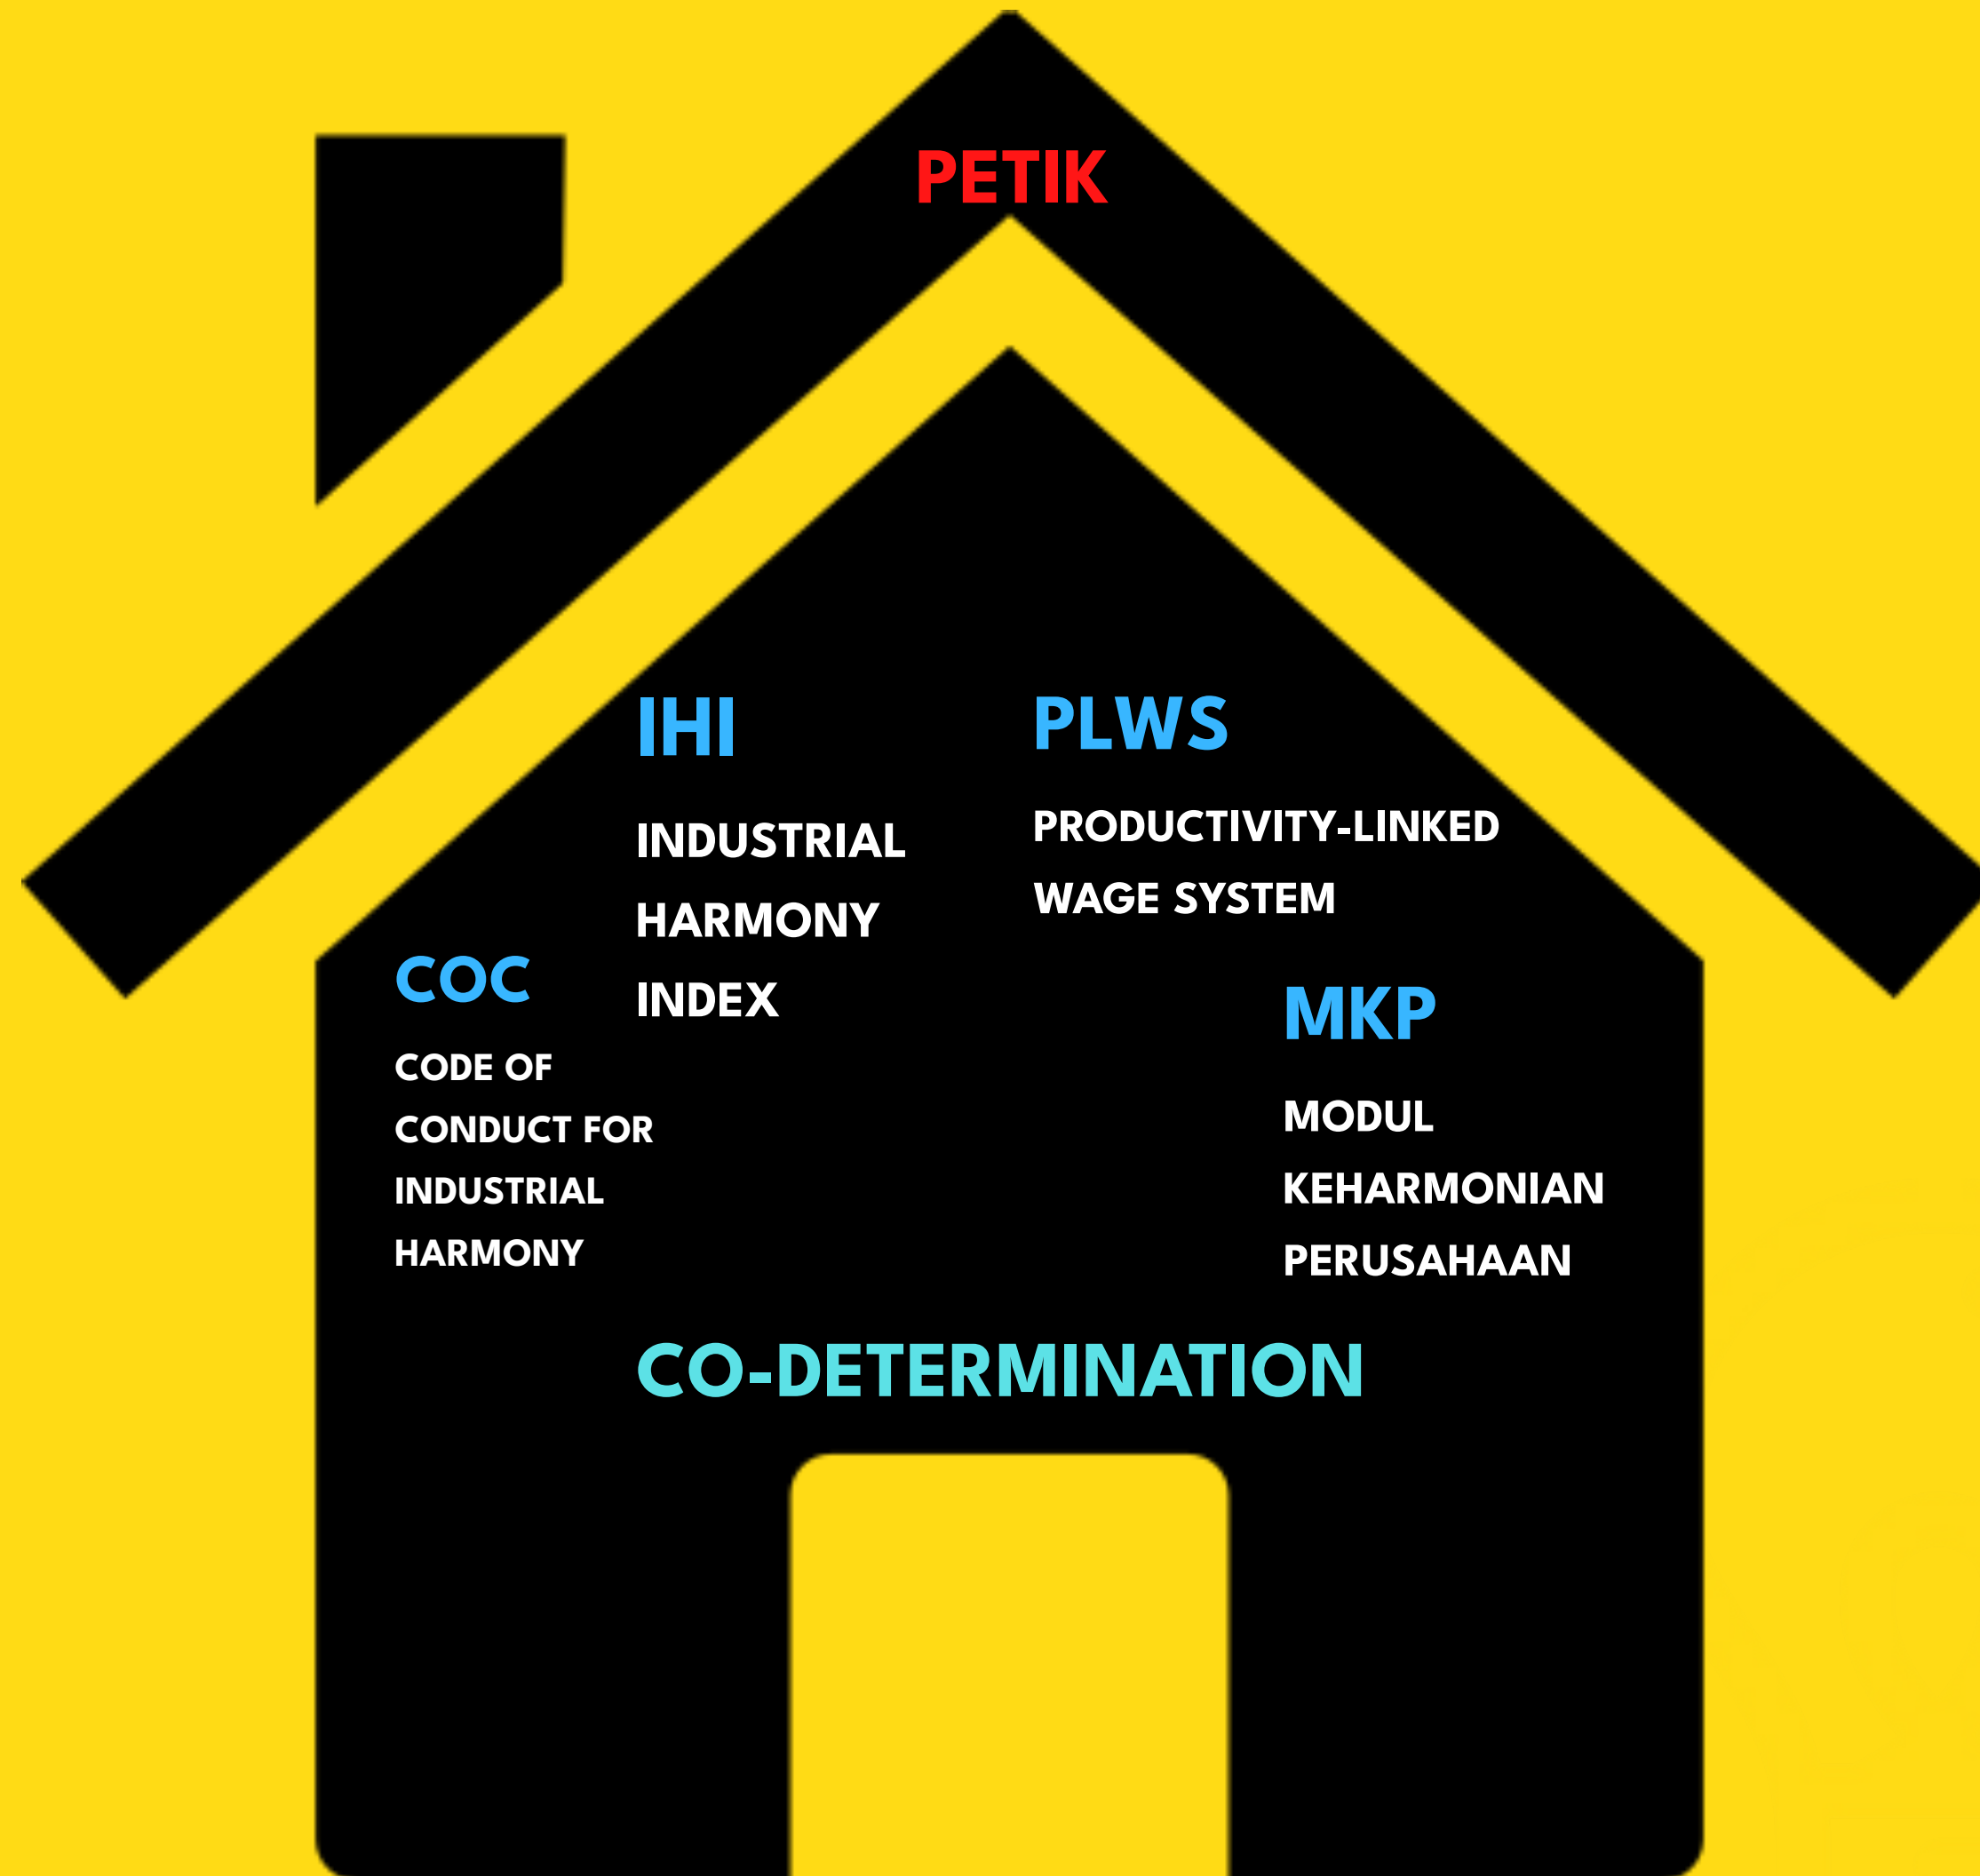 PETIK
IHI
INDUSTRIAL
HARMONY
INDEX
PLWS
PRODUCTIVITY-LINKED
WAGE SYSTEM
COC
CODE OF
CONDUCT FOR
INDUSTRIAL
HARMONY
MKP
MODUL
KEHARMONIAN
PERUSAHAAN
CO-DETERMINATION